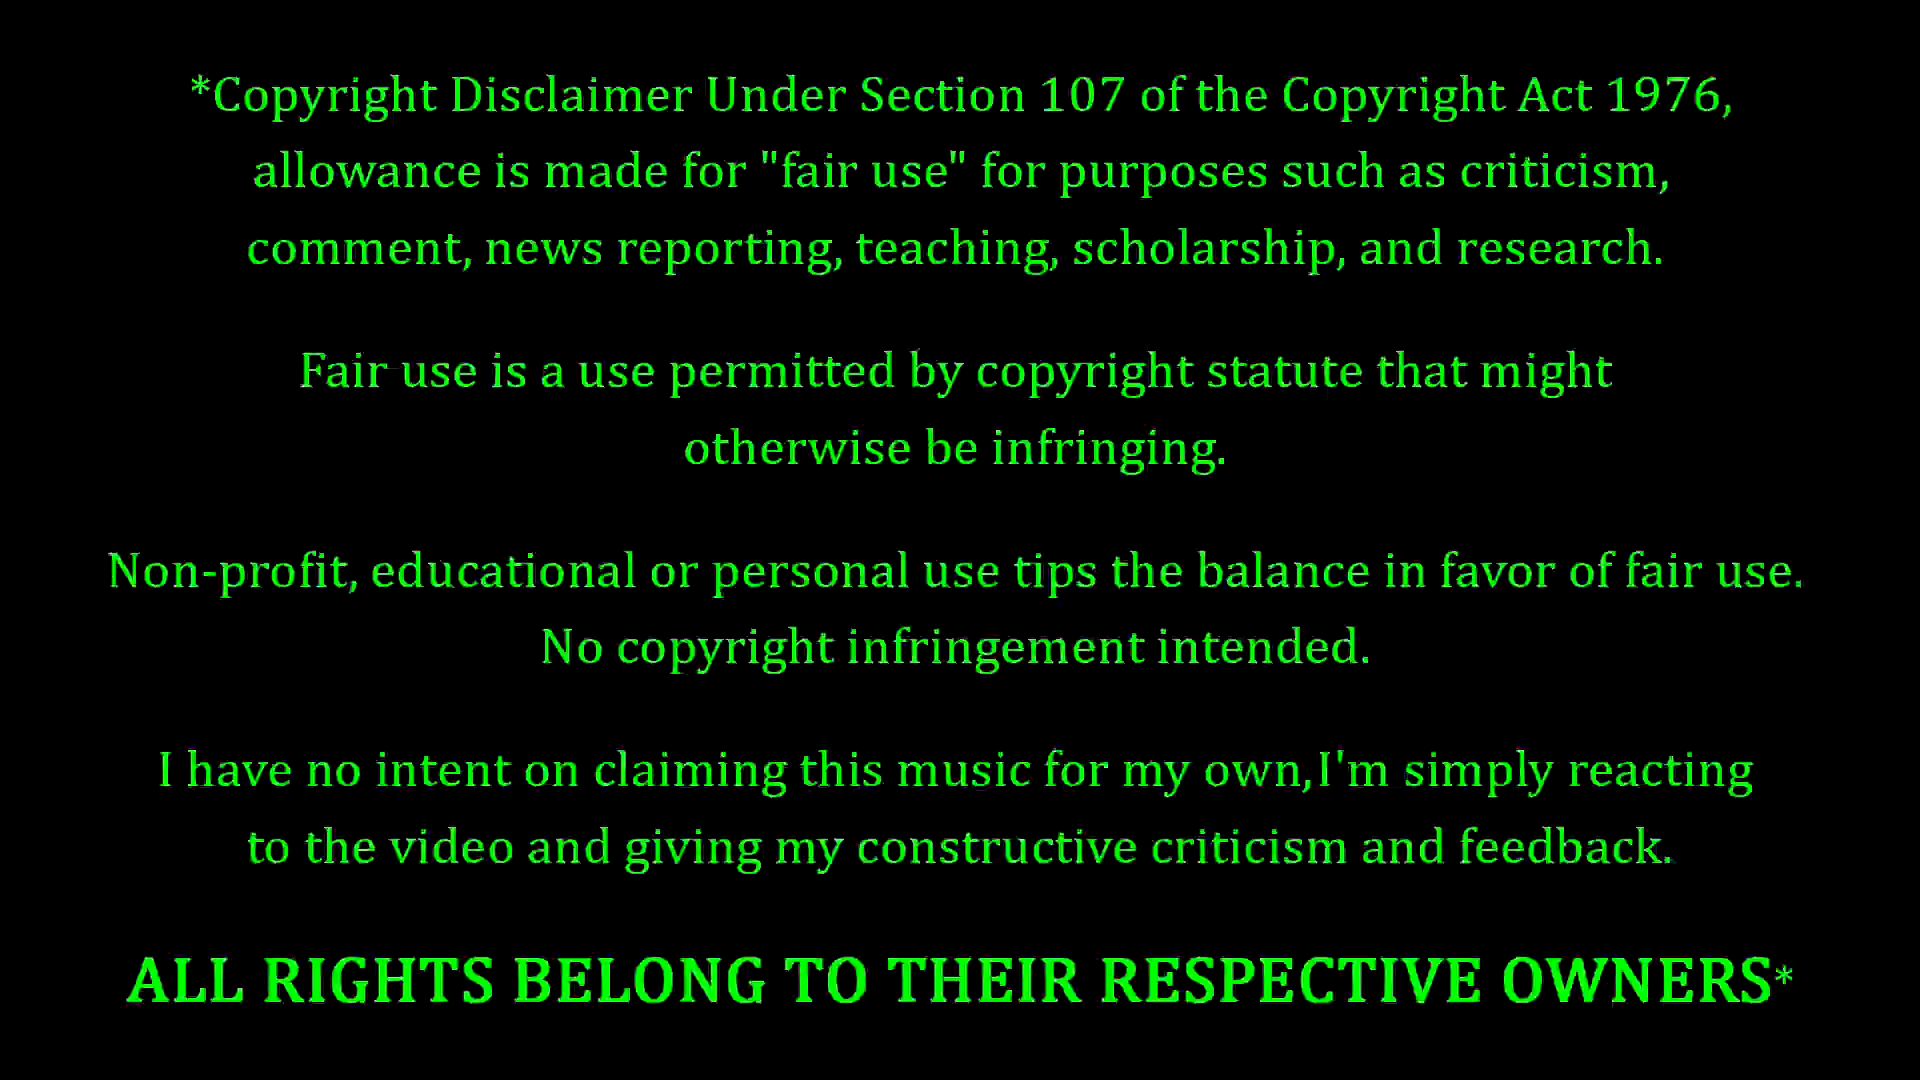 *Copyright Disclaimer Under Section 107 of the Copyright Act 1976,
allowance is made for "fair use" for purposes such as criticism,
comment, news reporting, teaching, scholarship, and research.
Fair use is a use permitted by copyright statute that might
otherwise be infringing.
Non-profit, educational or personal use tips the balance in favor of fair use.
No copyright infringement intended.
I have no intent on claiming this music for my own,I'm simply reacting
to the video and giving my constructive criticism and feedback.
ALL RIGHTS BELONG TO THEIR RESPECTIVE OWNERS*